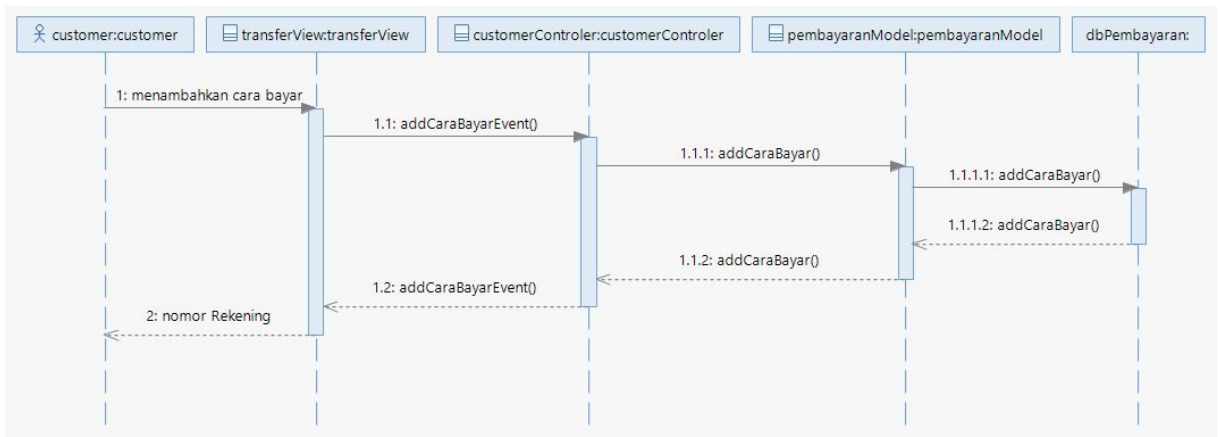 customer:customer
transferView:transferView
customerControler:customerControler
pembayaranModel:pembayaranModel
dbPembayaran:
1: menambahkan cara bayar
1.1: addCaraBayarEvent()
1.1.1: addCaraBayar()
1.1.1.1: addCaraBayar()
1.1.1.2: addCaraBayar()
1.1.2: addCaraBayar()
1.2: addCaraBayarEvent()
2: nomor Rekening